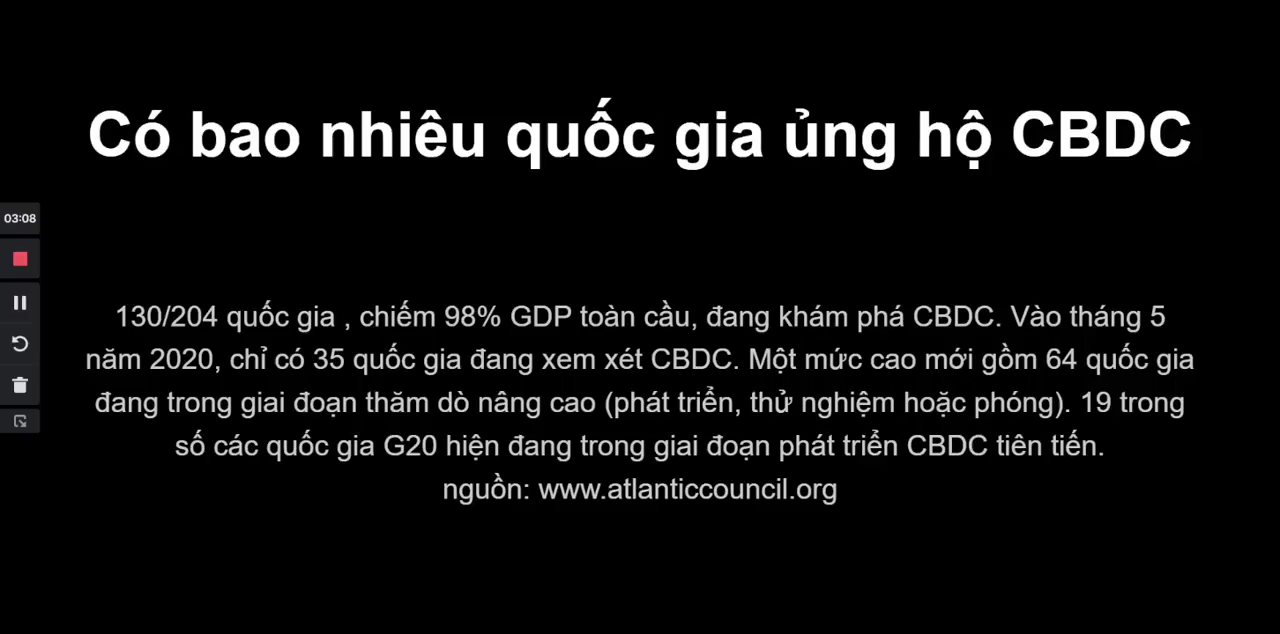 Có bao nhiêu quốc gia ủng hộ CBDC
03:08
130/204 quốc gia , chiếm 98% GDP toàn cầu, đang khám phá CBDC. Vào tháng 5
năm 2020, chỉ có 35 quốc gia đang xem xét CBDC. Một mức cao mới gồm 64 quốc gia
đang trong giai đoạn thăm dò nâng cao (phát triển, thử nghiệm hoặc phóng). 19 trong
số các quốc gia G20 hiện đang trong giai đoạn phát triển CBDC tiên tiến.
nguồn: www.atlanticcouncil.org